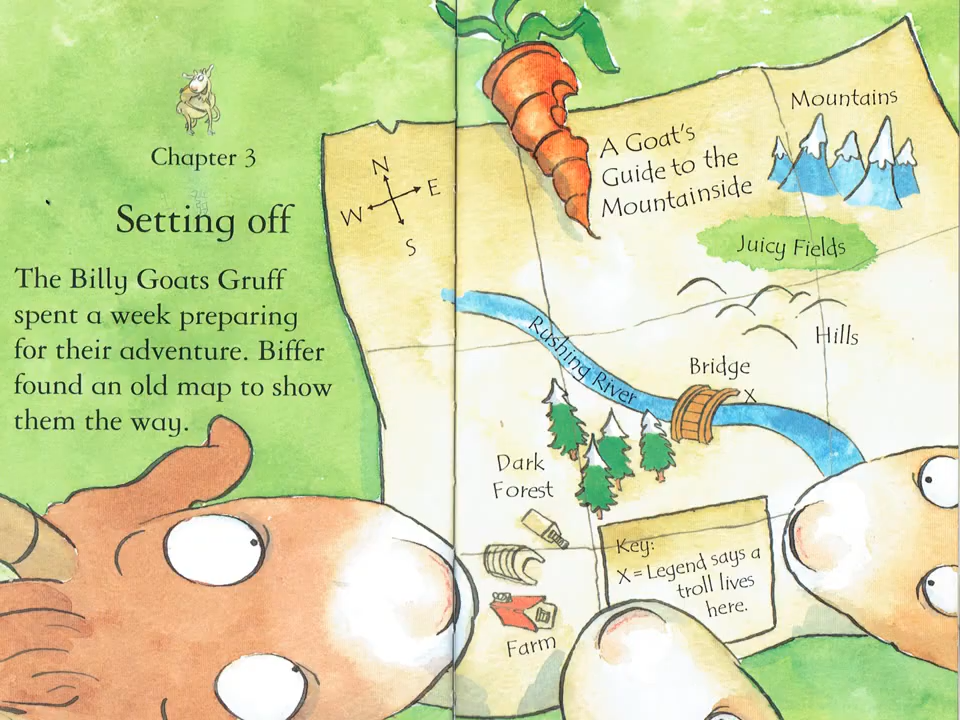 Chapter 3
Setting off
The Billy Goats Gruff
spent a week preparing
for their adventure. Biffer
found an old map to show
them the way.
N
E
W
S
A Goat's
Guide to the
Mountainside
Mountains
Juicy Fields
Hills
Rushing River
Bridge
X
Dark
Forest
Farm
Key:
X = Legend says a
troll lives
here.